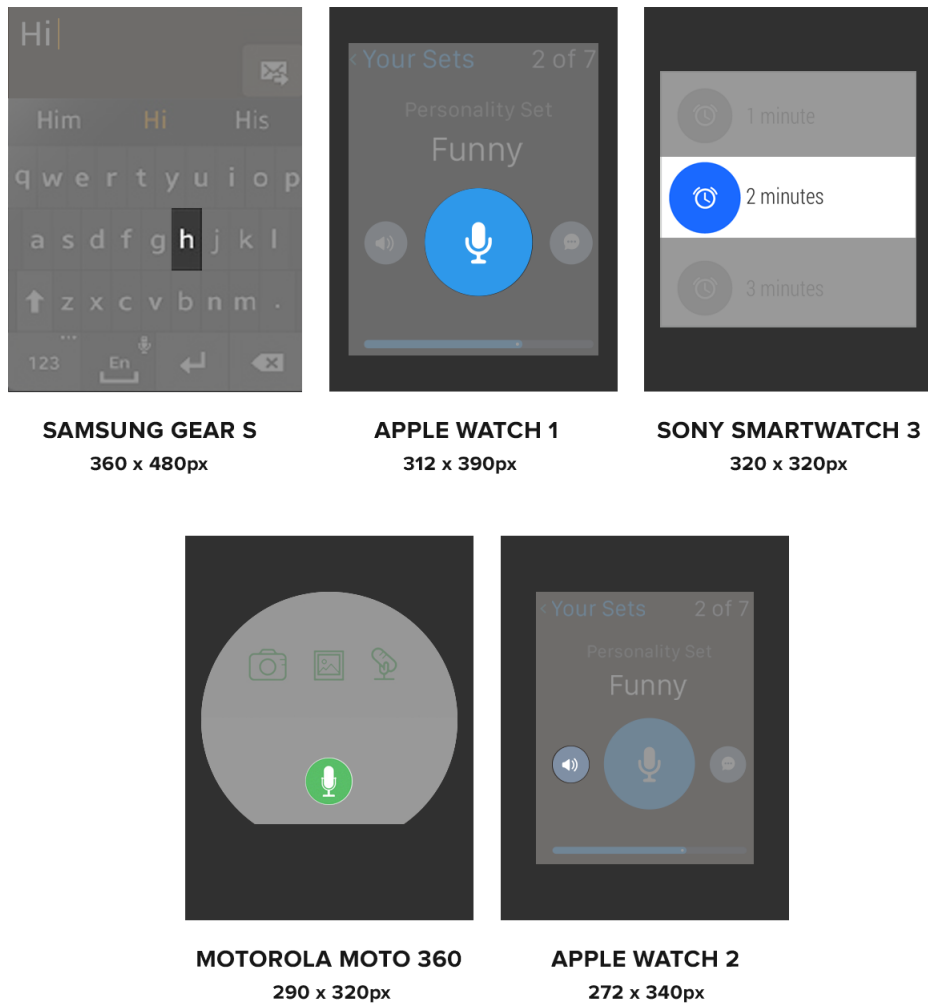 Hi
Him Hi His
q w e r t y u i o p
a s d f g h j k l
z x c v b n m .
123 ... En
SAMSUNG GEAR S
360 x 480px
< Your Sets 2 of 7
Personality Set
Funny
APPLE WATCH 1
312 x 390px
1 minute
2 minutes
3 minutes
SONY SMARTWATCH 3
320 x 320px
MOTOROLA MOTO 360
290 x 320px
< Your Sets 2 of 7
Personality Set
Funny
APPLE WATCH 2
272 x 340px